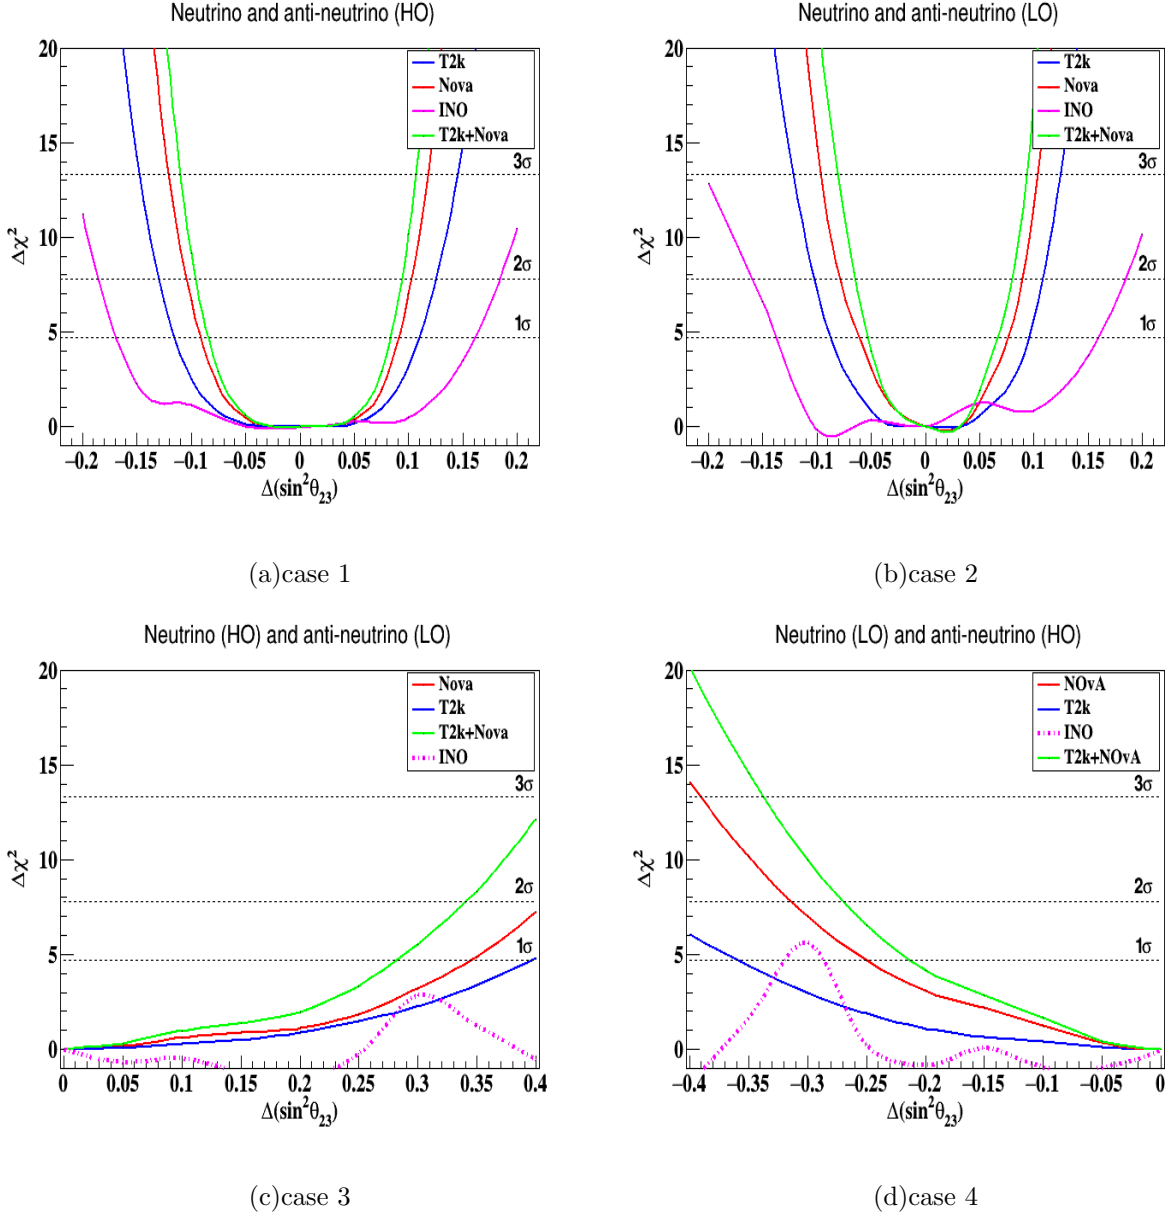 Neutrino and anti-neutrino (HO)
20
15
10
5
0
Δχ²
T2k
Nova
INO
T2k+Nova
3σ
2σ
1σ
−0.2 −0.15 −0.1 −0.05 0 0.05 0.1 0.15 0.2
Δ(sin²θ₂₃)
(a)case 1
Neutrino and anti-neutrino (LO)
20
15
10
5
0
Δχ²
T2k
Nova
INO
T2k+Nova
3σ
2σ
1σ
−0.2 −0.15 −0.1 −0.05 0 0.05 0.1 0.15 0.2
Δ(sin²θ₂₃)
(b)case 2
Neutrino (HO) and anti-neutrino (LO)
20
15
10
5
0
Δχ²
Nova
T2k
T2k+Nova
INO
3σ
2σ
1σ
0 0.05 0.1 0.15 0.2 0.25 0.3 0.35 0.4
Δ(sin²θ₂₃)
(c)case 3
Neutrino (LO) and anti-neutrino (HO)
20
15
10
5
0
Δχ²
NOvA
T2k
INO
T2k+NOvA
3σ
2σ
1σ
−0.4 −0.35 −0.3 −0.25 −0.2 −0.15 −0.1 −0.05 0
Δ(sin²θ₂₃)
(d)case 4